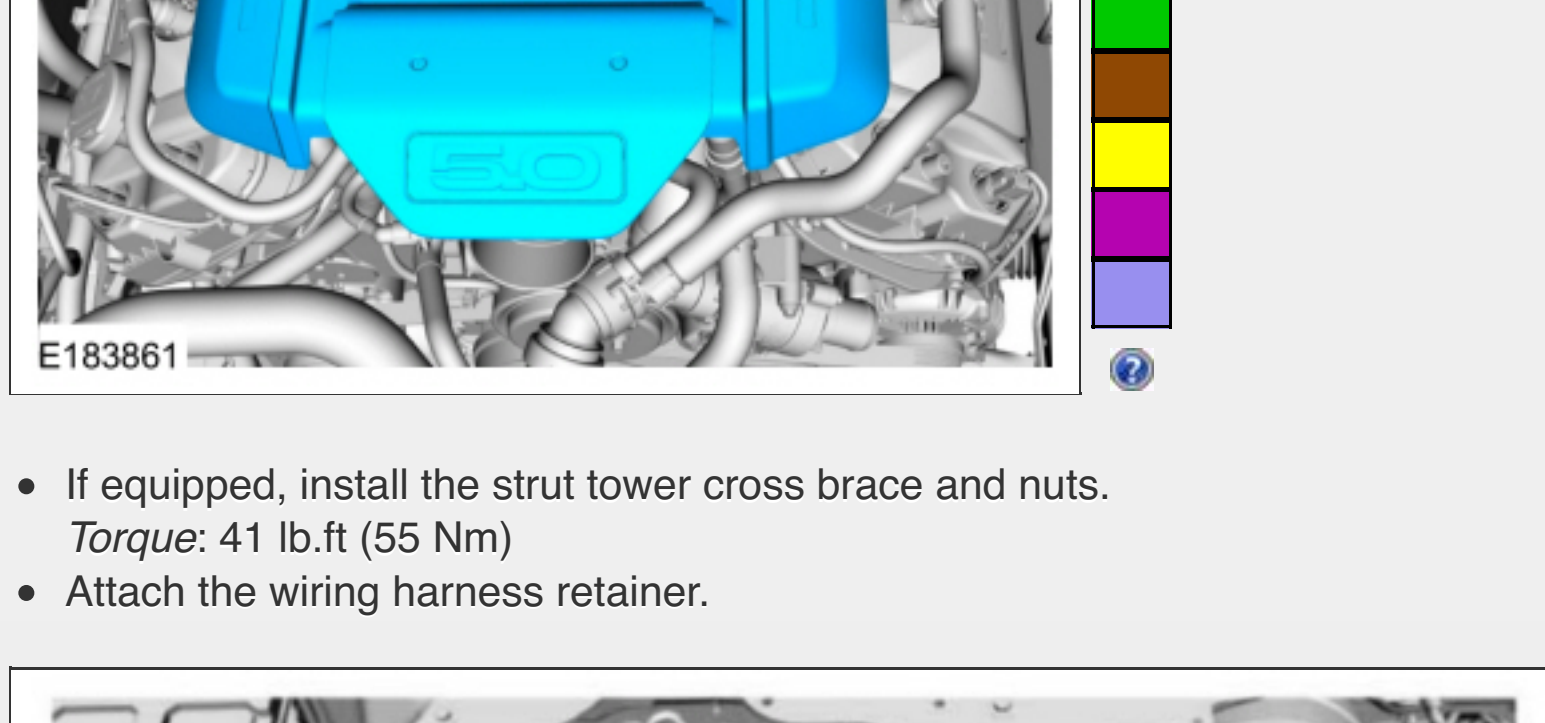 5.0
E183861
If equipped, install the strut tower cross brace and nuts.
Torque: 41 lb.ft (55 Nm)
Attach the wiring harness retainer.